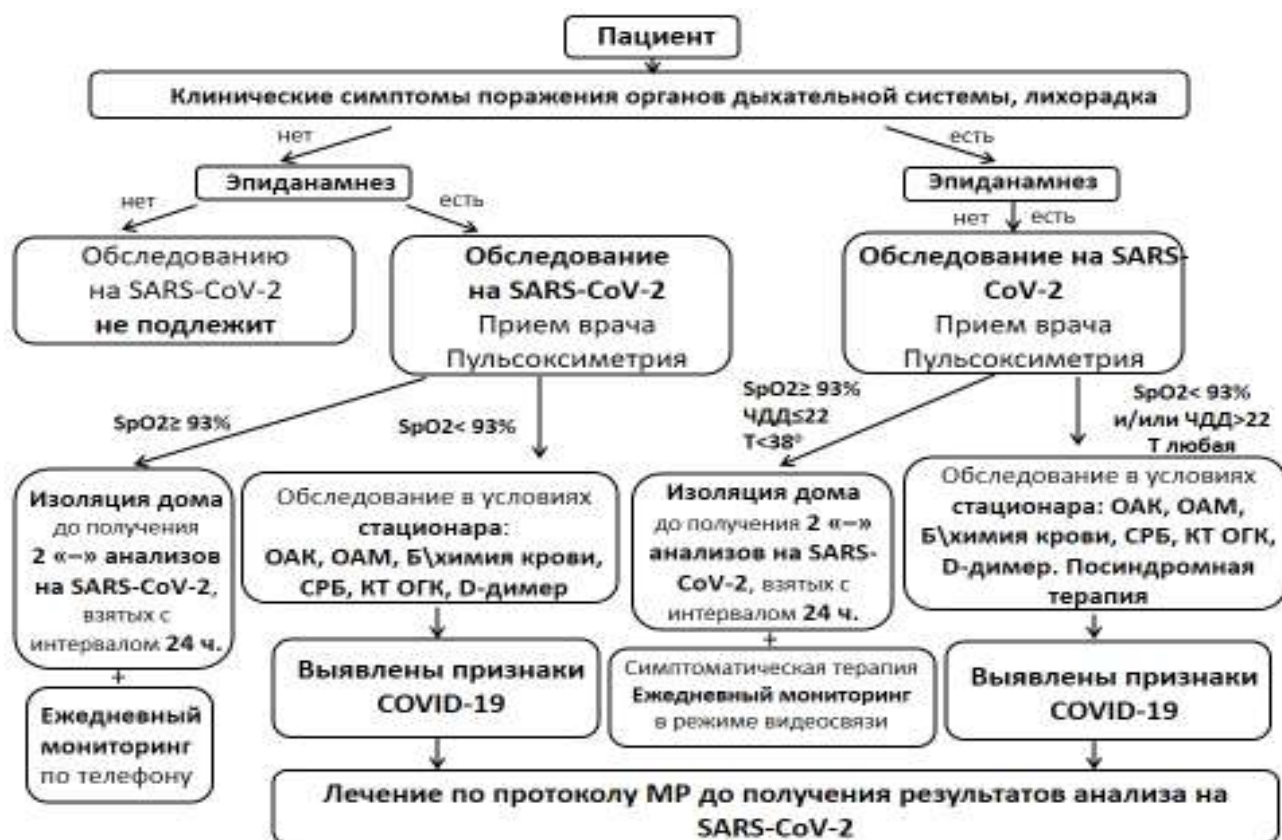 Пациент
Клинические симптомы поражения органов дыхательной системы, лихорадка
нет
есть
Эпиданамнез
Эпиданамнез
нет
есть
нет
есть
Обследованию
на SARS-CoV-2
не подлежит
Обследование
на SARS-CoV-2
Прием врача
Пульсоксиметрия
Обследование на SARS-
CoV-2
Прием врача
Пульсоксиметрия
SpO2≥ 93%
SpO2< 93%
SpO2≥ 93%
ЧДД≤22
T<38°
SpO2< 93%
и/или ЧДД>22
Т любая
Изоляция дома
до получения
2 «–» анализов
на SARS-CoV-2,
взятых с
интервалом 24 ч.
+
Ежедневный
мониторинг
по телефону
Обследование в условиях
стационара:
ОАК, ОАМ, Б\химия крови,
СРБ, КТ ОГК, D-димер
Выявлены признаки
COVID-19
Изоляция дома
до получения 2 «–»
анализов на SARS-
CoV-2, взятых с
интервалом 24 ч.
+
Симптоматическая терапия
Ежедневный мониторинг
в режиме видеосвязи
Обследование в условиях
стационара: ОАК, ОАМ,
Б\химия крови, СРБ, КТ ОГК,
D-димер. Посиндромная
терапия
Выявлены признаки
COVID-19
Лечение по протоколу МР до получения результатов анализа на
SARS-CoV-2